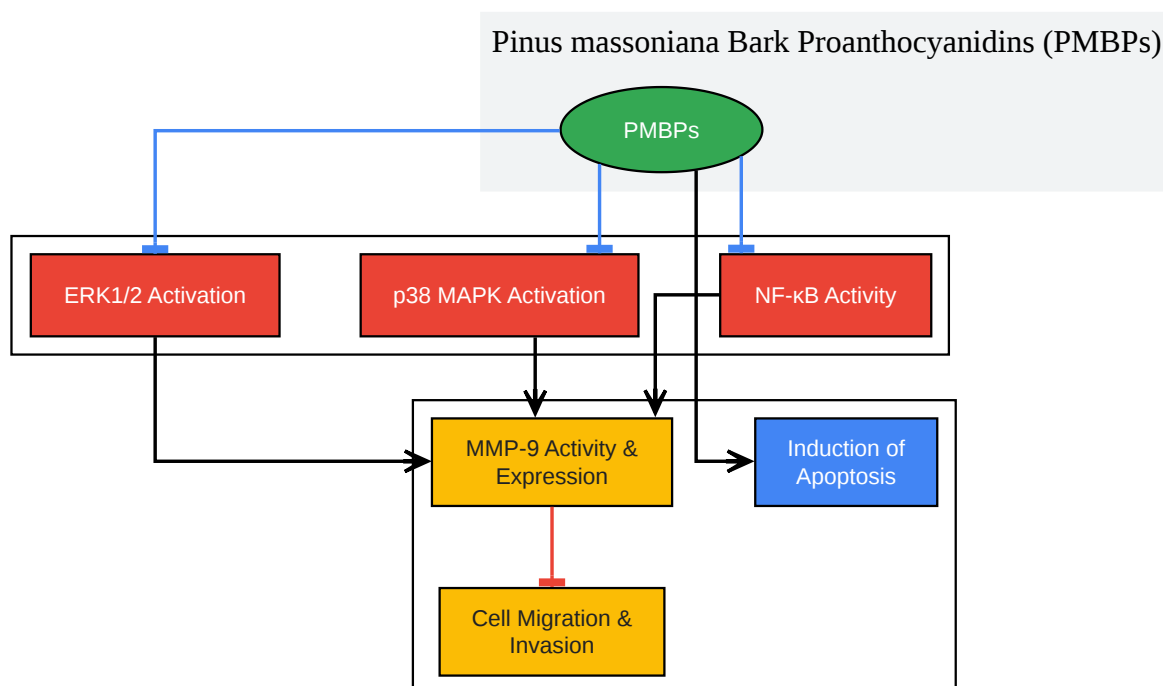 Pinus massoniana Bark Proanthocyanidins (PMBPs)
PMBPs
ERK1/2 Activation
p38 MAPK Activation
NF-κB Activity
MMP-9 Activity &
Expression
Induction of
Apoptosis
Cell Migration &
Invasion